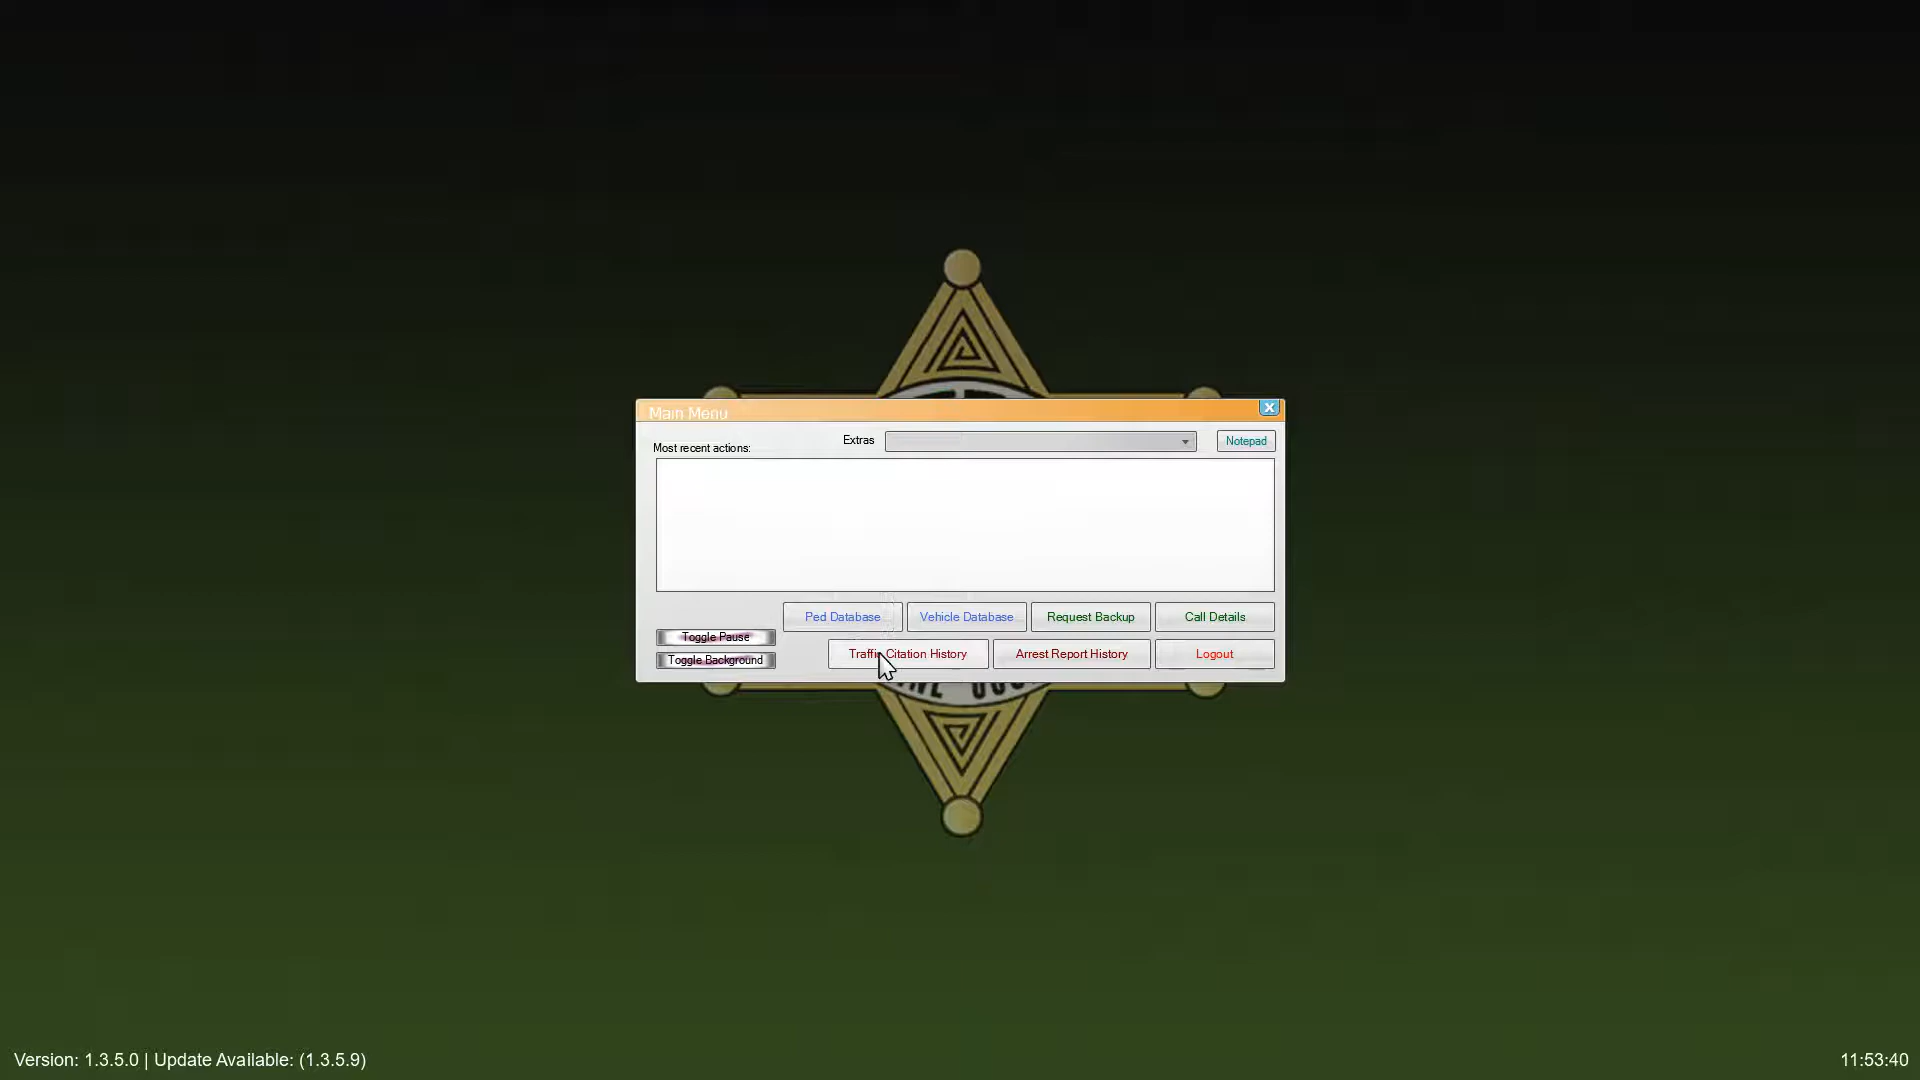 Main Menu
Extras
Notepad
Most recent actions:
Ped Database
Vehicle Database
Request Backup
Call Details
Toggle Pause
Toggle Background
Traffic Citation History
Arrest Report History
Logout
Version: 1.3.5.0 | Update Available: (1.3.5.9)
11:53:40